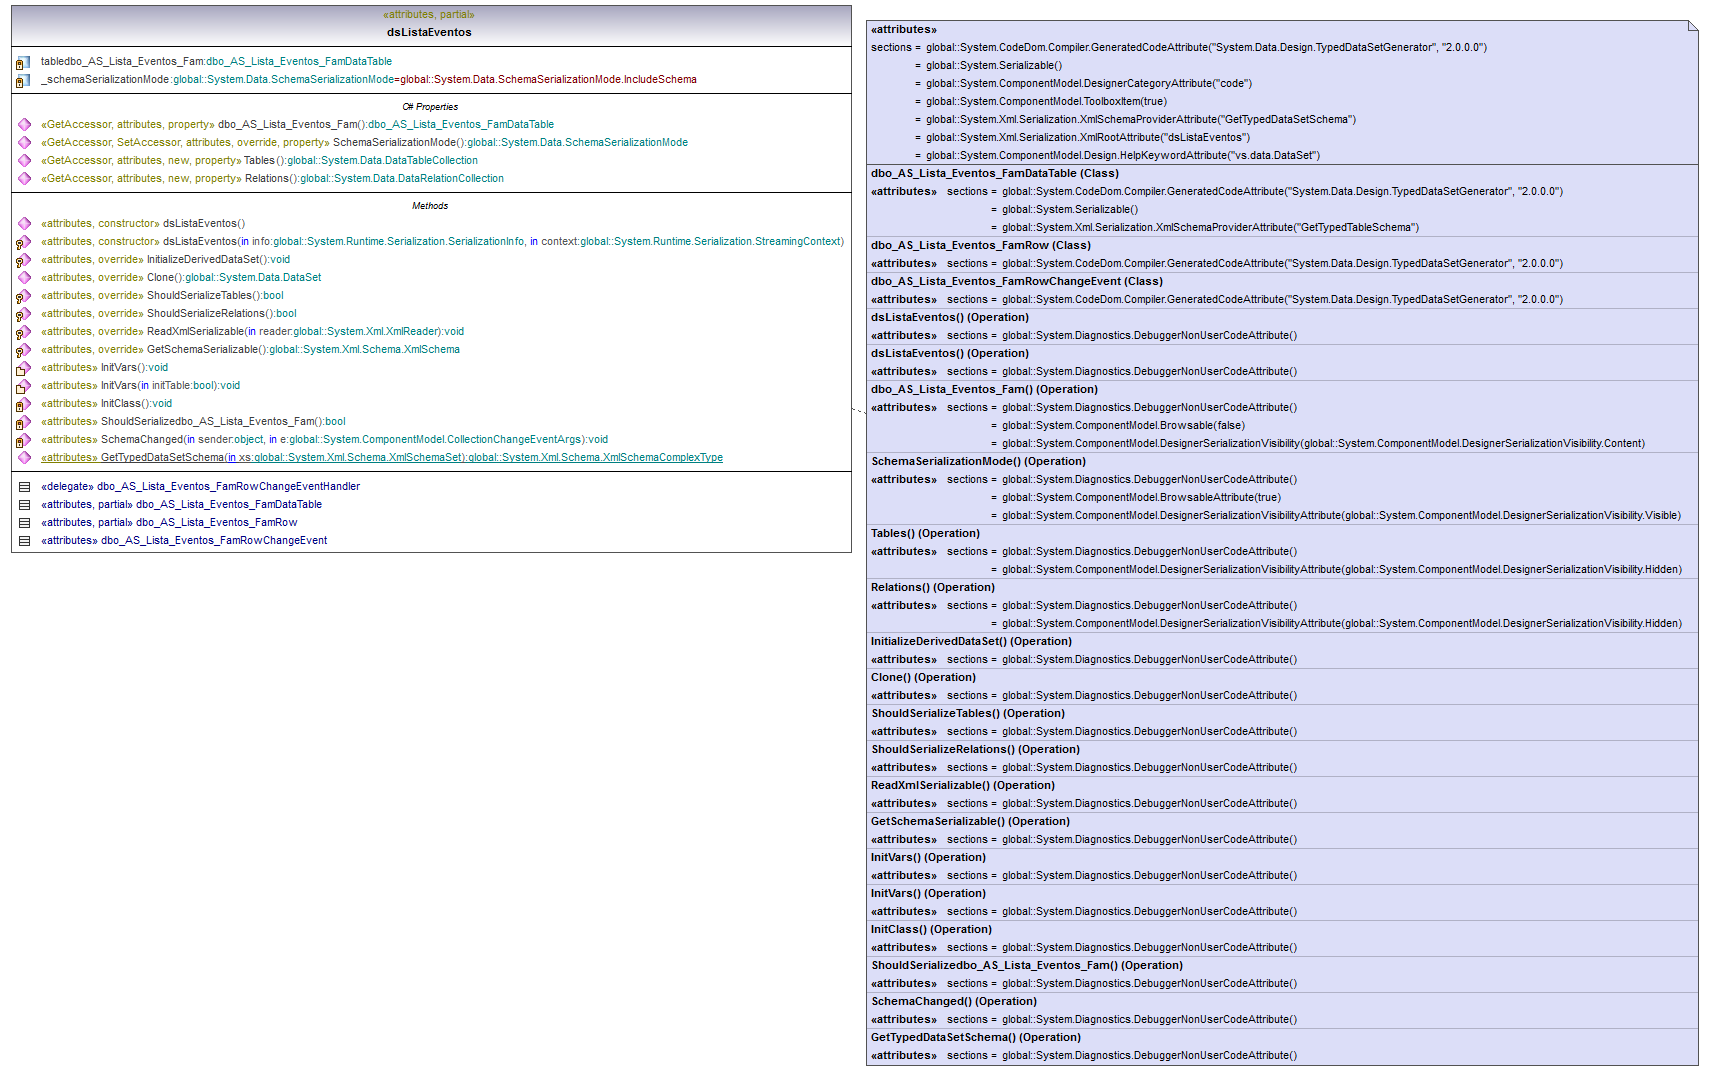 «attributes, partial»
dsListaEventos
tabledbo_AS_Lista_Eventos_Fam:dbo_AS_Lista_Eventos_FamDataTable
_schemaSerializationMode:global::System.Data.SchemaSerializationMode=global::System.Data.SchemaSerializationMode.IncludeSchema
C# Properties
«GetAccessor, attributes, property» dbo_AS_Lista_Eventos_Fam():dbo_AS_Lista_Eventos_FamDataTable
«GetAccessor, SetAccessor, attributes, override, property» SchemaSerializationMode():global::System.Data.SchemaSerializationMode
«GetAccessor, attributes, new, property» Tables():global::System.Data.DataTableCollection
«GetAccessor, attributes, new, property» Relations():global::System.Data.DataRelationCollection
Methods
«attributes, constructor» dsListaEventos()
«attributes, constructor» dsListaEventos(in info:global::System.Runtime.Serialization.SerializationInfo, in context:global::System.Runtime.Serialization.StreamingContext)
«attributes, override» InitializeDerivedDataSet():void
«attributes, override» Clone():global::System.Data.DataSet
«attributes, override» ShouldSerializeTables():bool
«attributes, override» ShouldSerializeRelations():bool
«attributes, override» ReadXmlSerializable(in reader:global::System.Xml.XmlReader):void
«attributes, override» GetSchemaSerializable():global::System.Xml.Schema.XmlSchema
«attributes» InitVars():void
«attributes» InitVars(in initTable:bool):void
«attributes» InitClass():void
«attributes» ShouldSerializedbo_AS_Lista_Eventos_Fam():bool
«attributes» SchemaChanged(in sender:object, in e:global::System.ComponentModel.CollectionChangeEventArgs):void
«attributes» GetTypedDataSetSchema(in xs:global::System.Xml.Schema.XmlSchemaSet):global::System.Xml.Schema.XmlSchemaComplexType
«delegate» dbo_AS_Lista_Eventos_FamRowChangeEventHandler
«attributes, partial» dbo_AS_Lista_Eventos_FamDataTable
«attributes, partial» dbo_AS_Lista_Eventos_FamRow
«attributes» dbo_AS_Lista_Eventos_FamRowChangeEvent
«attributes»
sections = global::System.CodeDom.Compiler.GeneratedCodeAttribute("System.Data.Design.TypedDataSetGenerator", "2.0.0.0")
= global::System.Serializable()
= global::System.ComponentModel.DesignerCategoryAttribute("code")
= global::System.ComponentModel.ToolboxItem(true)
= global::System.Xml.Serialization.XmlSchemaProviderAttribute("GetTypedDataSetSchema")
= global::System.Xml.Serialization.XmlRootAttribute("dsListaEventos")
= global::System.ComponentModel.Design.HelpKeywordAttribute("vs.data.DataSet")
dbo_AS_Lista_Eventos_FamDataTable (Class)
«attributes» sections = global::System.CodeDom.Compiler.GeneratedCodeAttribute("System.Data.Design.TypedDataSetGenerator", "2.0.0.0")
= global::System.Serializable()
= global::System.Xml.Serialization.XmlSchemaProviderAttribute("GetTypedTableSchema")
dbo_AS_Lista_Eventos_FamRow (Class)
«attributes» sections = global::System.CodeDom.Compiler.GeneratedCodeAttribute("System.Data.Design.TypedDataSetGenerator", "2.0.0.0")
dbo_AS_Lista_Eventos_FamRowChangeEvent (Class)
«attributes» sections = global::System.CodeDom.Compiler.GeneratedCodeAttribute("System.Data.Design.TypedDataSetGenerator", "2.0.0.0")
dsListaEventos() (Operation)
«attributes» sections = global::System.Diagnostics.DebuggerNonUserCodeAttribute()
dsListaEventos() (Operation)
«attributes» sections = global::System.Diagnostics.DebuggerNonUserCodeAttribute()
dbo_AS_Lista_Eventos_Fam() (Operation)
«attributes» sections = global::System.Diagnostics.DebuggerNonUserCodeAttribute()
= global::System.ComponentModel.Browsable(false)
= global::System.ComponentModel.DesignerSerializationVisibility(global::System.ComponentModel.DesignerSerializationVisibility.Content)
SchemaSerializationMode() (Operation)
«attributes» sections = global::System.Diagnostics.DebuggerNonUserCodeAttribute()
= global::System.ComponentModel.BrowsableAttribute(true)
= global::System.ComponentModel.DesignerSerializationVisibilityAttribute(global::System.ComponentModel.DesignerSerializationVisibility.Visible)
Tables() (Operation)
«attributes» sections = global::System.Diagnostics.DebuggerNonUserCodeAttribute()
= global::System.ComponentModel.DesignerSerializationVisibilityAttribute(global::System.ComponentModel.DesignerSerializationVisibility.Hidden)
Relations() (Operation)
«attributes» sections = global::System.Diagnostics.DebuggerNonUserCodeAttribute()
= global::System.ComponentModel.DesignerSerializationVisibilityAttribute(global::System.ComponentModel.DesignerSerializationVisibility.Hidden)
InitializeDerivedDataSet() (Operation)
«attributes» sections = global::System.Diagnostics.DebuggerNonUserCodeAttribute()
Clone() (Operation)
«attributes» sections = global::System.Diagnostics.DebuggerNonUserCodeAttribute()
ShouldSerializeTables() (Operation)
«attributes» sections = global::System.Diagnostics.DebuggerNonUserCodeAttribute()
ShouldSerializeRelations() (Operation)
«attributes» sections = global::System.Diagnostics.DebuggerNonUserCodeAttribute()
ReadXmlSerializable() (Operation)
«attributes» sections = global::System.Diagnostics.DebuggerNonUserCodeAttribute()
GetSchemaSerializable() (Operation)
«attributes» sections = global::System.Diagnostics.DebuggerNonUserCodeAttribute()
InitVars() (Operation)
«attributes» sections = global::System.Diagnostics.DebuggerNonUserCodeAttribute()
InitVars() (Operation)
«attributes» sections = global::System.Diagnostics.DebuggerNonUserCodeAttribute()
InitClass() (Operation)
«attributes» sections = global::System.Diagnostics.DebuggerNonUserCodeAttribute()
ShouldSerializedbo_AS_Lista_Eventos_Fam() (Operation)
«attributes» sections = global::System.Diagnostics.DebuggerNonUserCodeAttribute()
SchemaChanged() (Operation)
«attributes» sections = global::System.Diagnostics.DebuggerNonUserCodeAttribute()
GetTypedDataSetSchema() (Operation)
«attributes» sections = global::System.Diagnostics.DebuggerNonUserCodeAttribute()